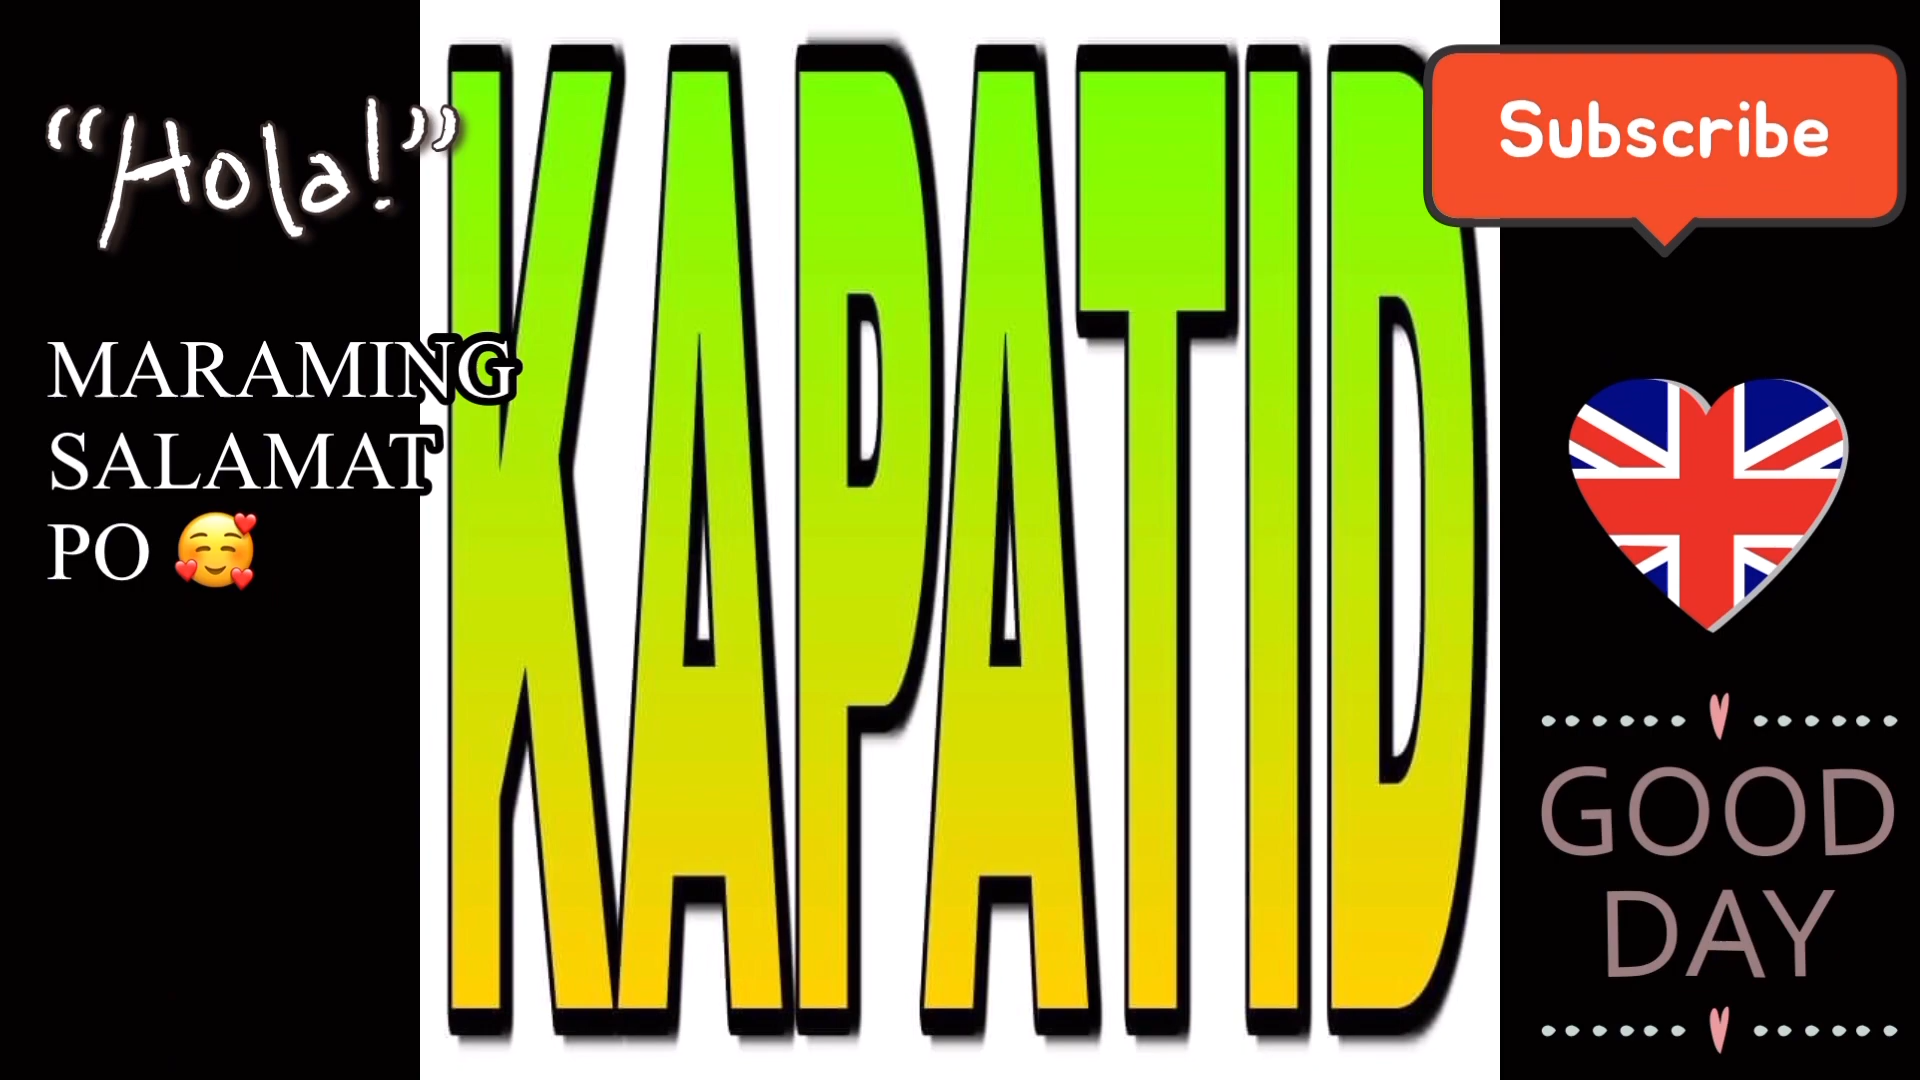 “Hola!”
MARAMING
SALAMAT
PO 🥰
KAPATID
Subscribe
GOOD
DAY